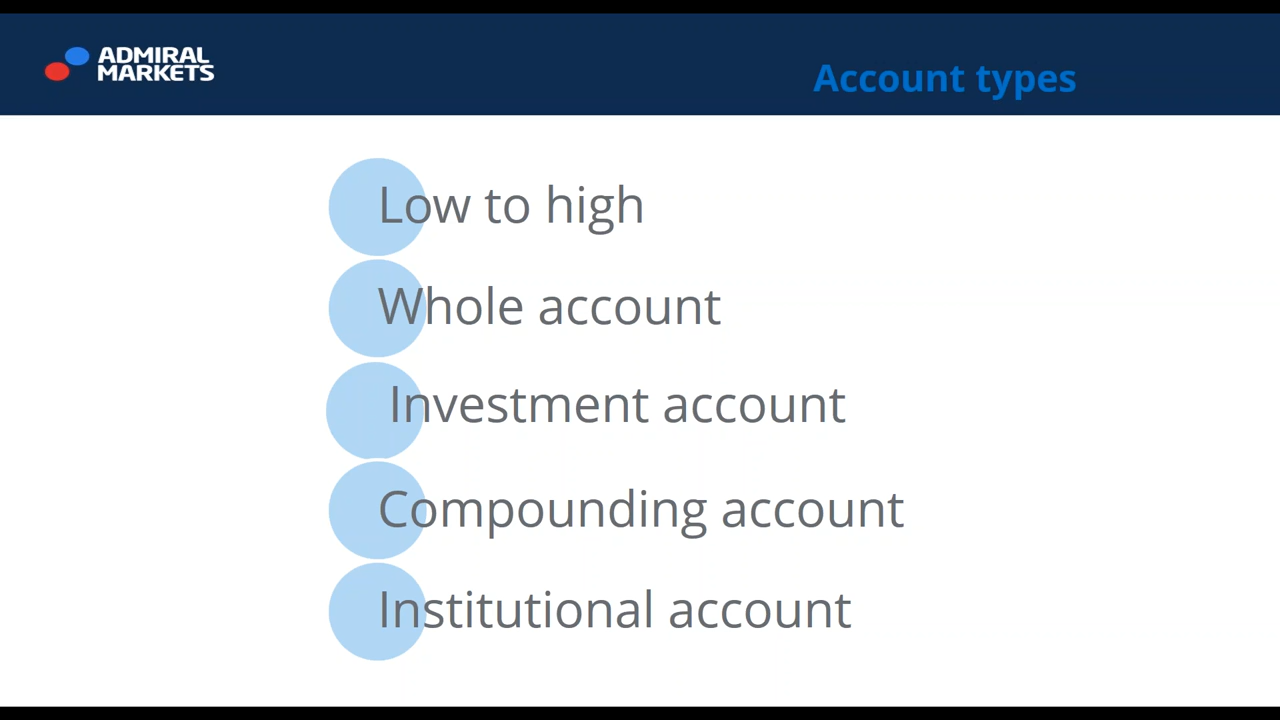 ADMIRAL
MARKETS
Account types
Low to high
Whole account
Investment account
Compounding account
Institutional account